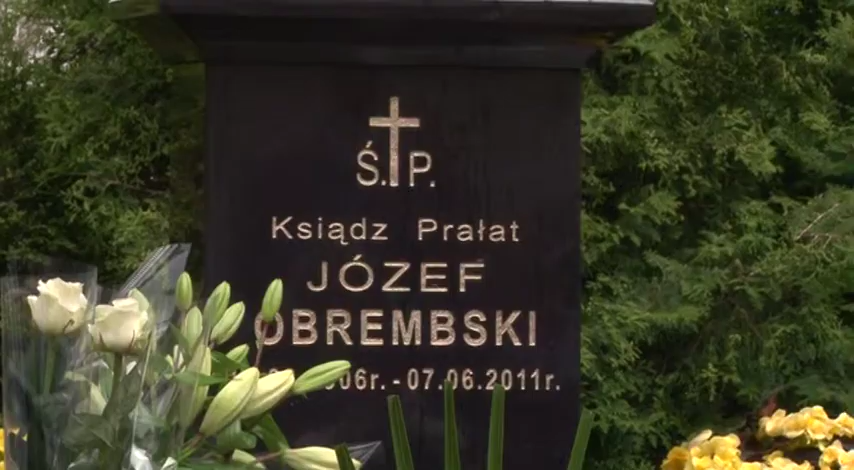 Ś. P.
Ksiądz Prałat
JÓZEF
OBREMBSKI
06r. - 07.06.2011r.